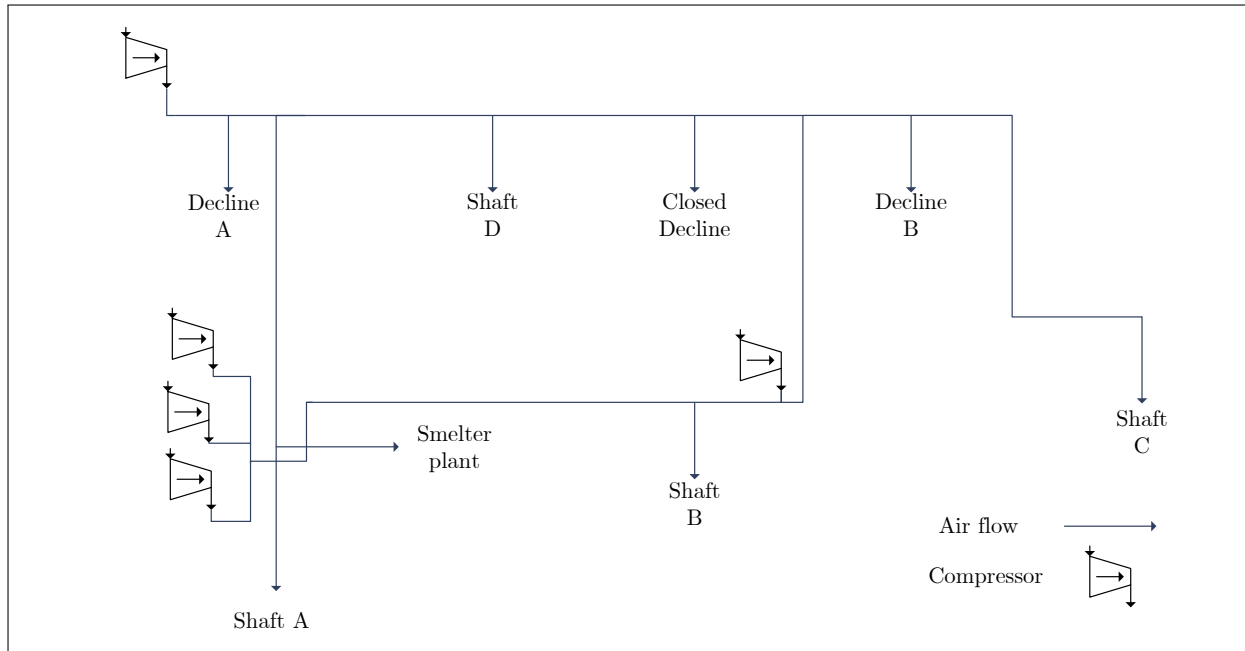 Decline
A
Shaft
D
Closed
Decline
Decline
B
Smelter
plant
Shaft
B
Shaft
C
Air flow
Compressor
Shaft A